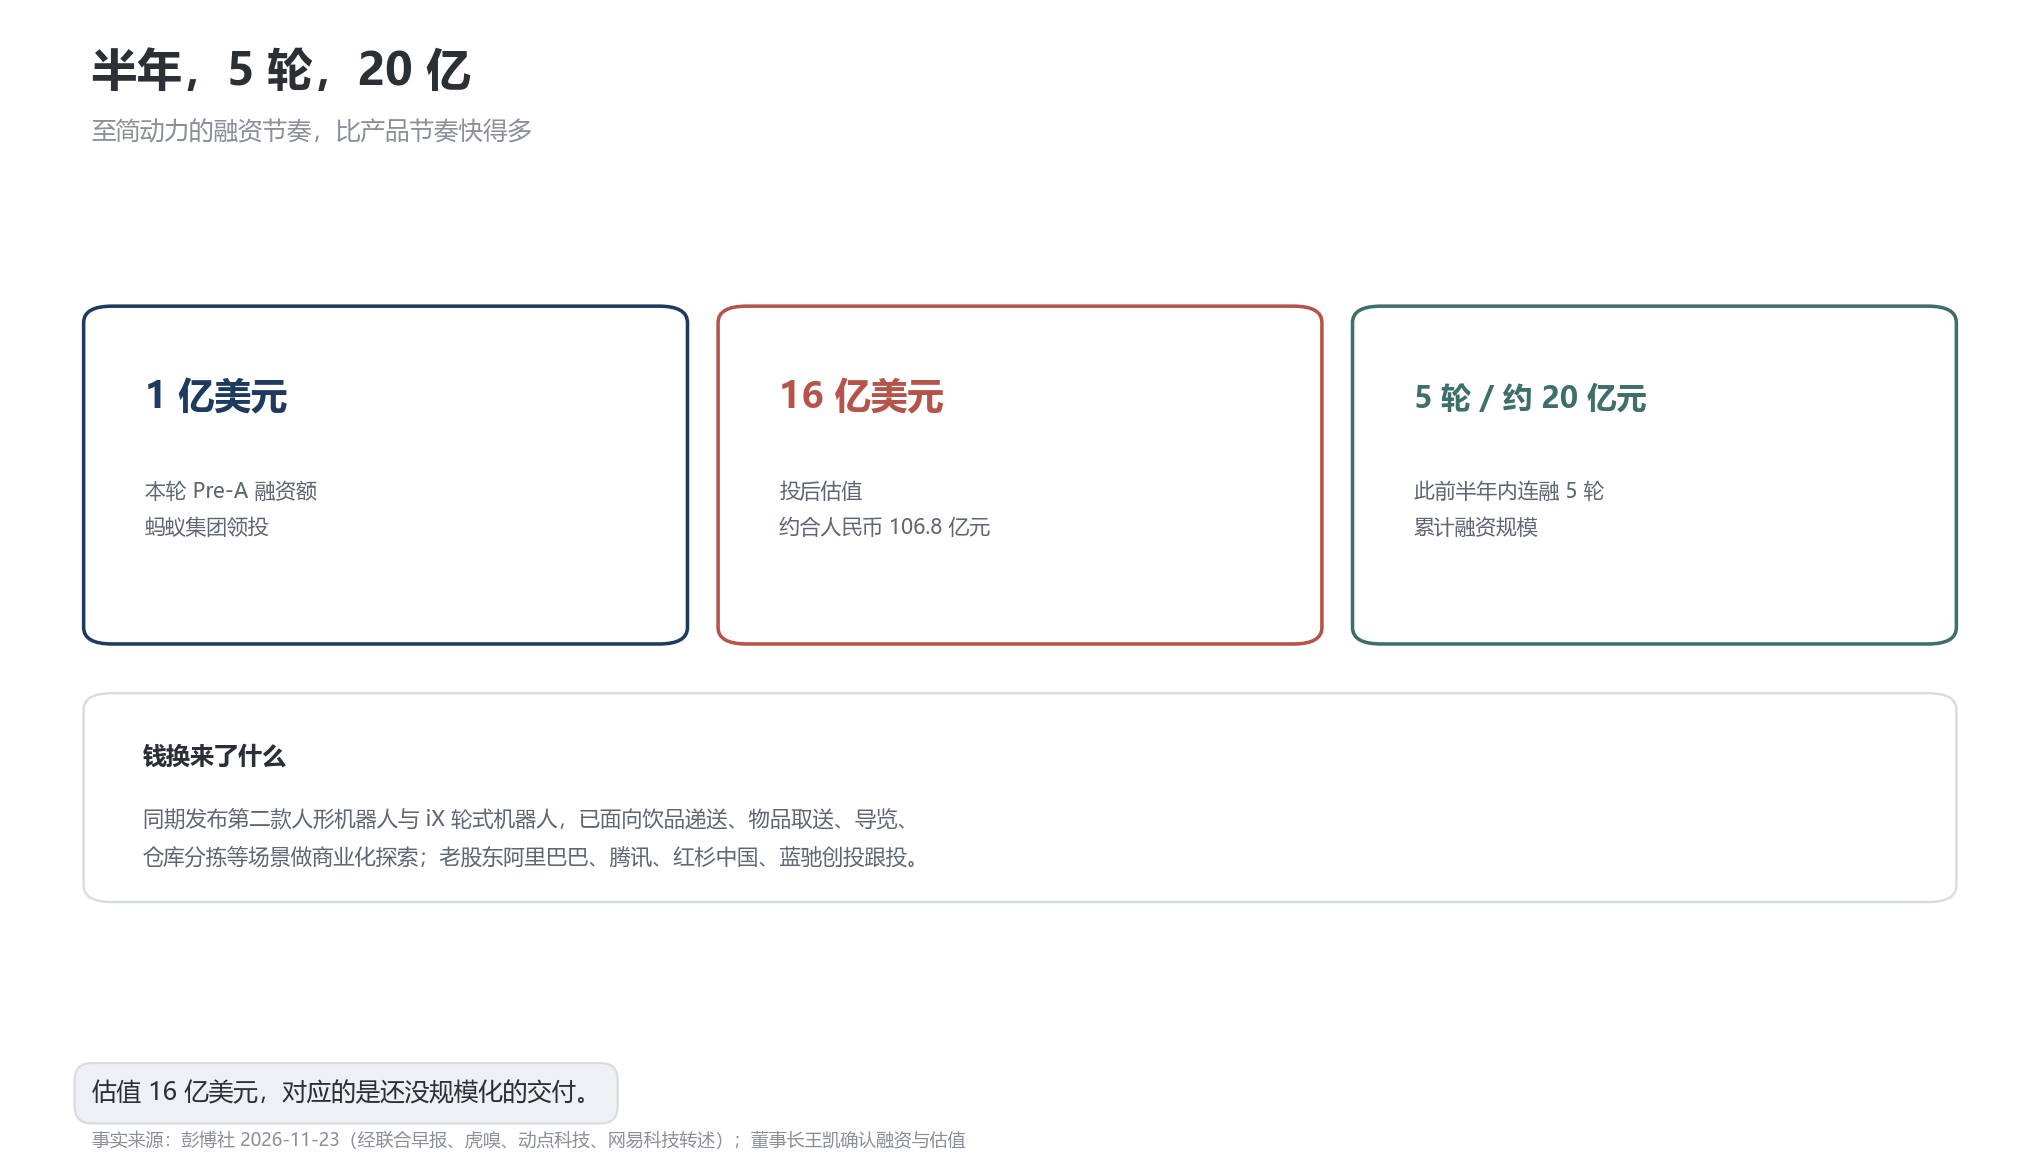 半年，5 轮，20 亿
至简动力的融资节奏，比产品节奏快得多
1 亿美元
本轮 Pre-A 融资额
蚂蚁集团领投
16 亿美元
投后估值
约合人民币 106.8 亿元
5 轮 / 约 20 亿元
此前半年内连融 5 轮
累计融资规模
钱换来了什么
同期发布第二款人形机器人与 iX 轮式机器人，已面向饮品递送、物品取送、导览、
仓库分拣等场景做商业化探索；老股东阿里巴巴、腾讯、红杉中国、蓝驰创投跟投。
估值 16 亿美元，对应的是还没规模化的交付。
事实来源：彭博社 2026-11-23（经联合早报、虎嗅、动点科技、网易科技转述）；董事长王凯确认融资与估值